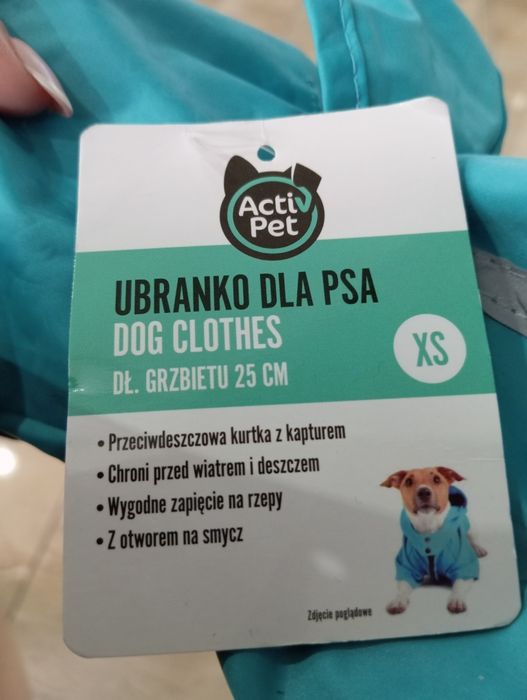 Activ
Pet
UBRANKO DLA PSA
DOG CLOTHES
DŁ. GRZBIETU 25 CM
XS
• Przeciwdeszczowa kurtka z kapturem
• Chroni przed wiatrem i deszczem
• Wygodne zapięcie na rzepy
• Z otworem na smycz
Zdjęcie poglądowe